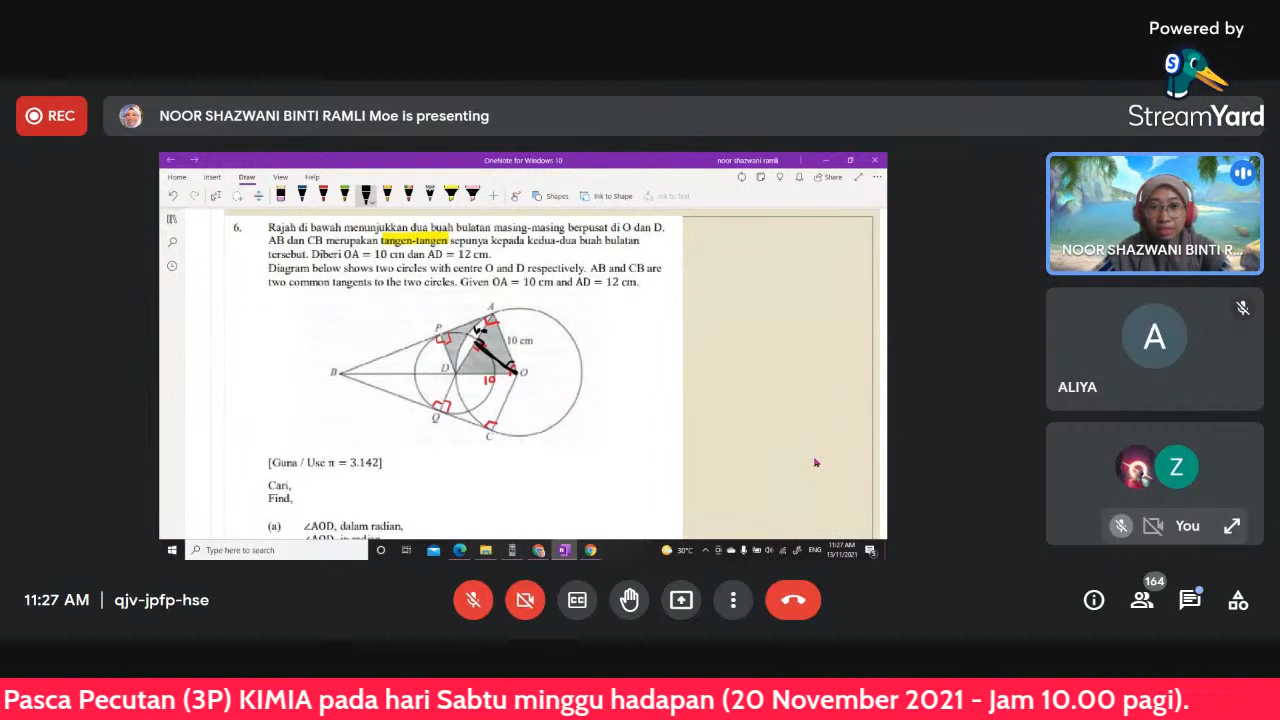 Powered by
S
StreamYard
REC
NOOR SHAZWANI BINTI RAMLI Moe is presenting
OneNote for Windows 10
noor shazwani ramli
Home Insert Draw View Help
Share
Shapes
Ink to Shape
Ink to Text
6. Rajah di bawah menunjukkan dua buah bulatan masing-masing berpusat di O dan D.
AB dan CB merupakan tangen-tangen sepunya kepada kedua-dua buah bulatan
tersebut. Diberi OA = 10 cm dan AD = 12 cm.
Diagram below shows two circles with centre O and D respectively. AB and CB are
two common tangents to the two circles. Given OA = 10 cm and AD = 12 cm.
A
P
10 cm
B
D
O
10
Q
C
[Guna / Use π = 3.142]
Cari,
Find,
(a) ∠AOD, dalam radian,
∠AOD, in radian,
Type here to search
30°C
ENG
11:27 AM
13/11/2021
NOOR SHAZWANI BINTI R...
A
ALIYA
Z
You
11:27 AM | qjv-jpfp-hse
164
Pasca Pecutan (3P) KIMIA pada hari Sabtu minggu hadapan (20 November 2021 - Jam 10.00 pagi).